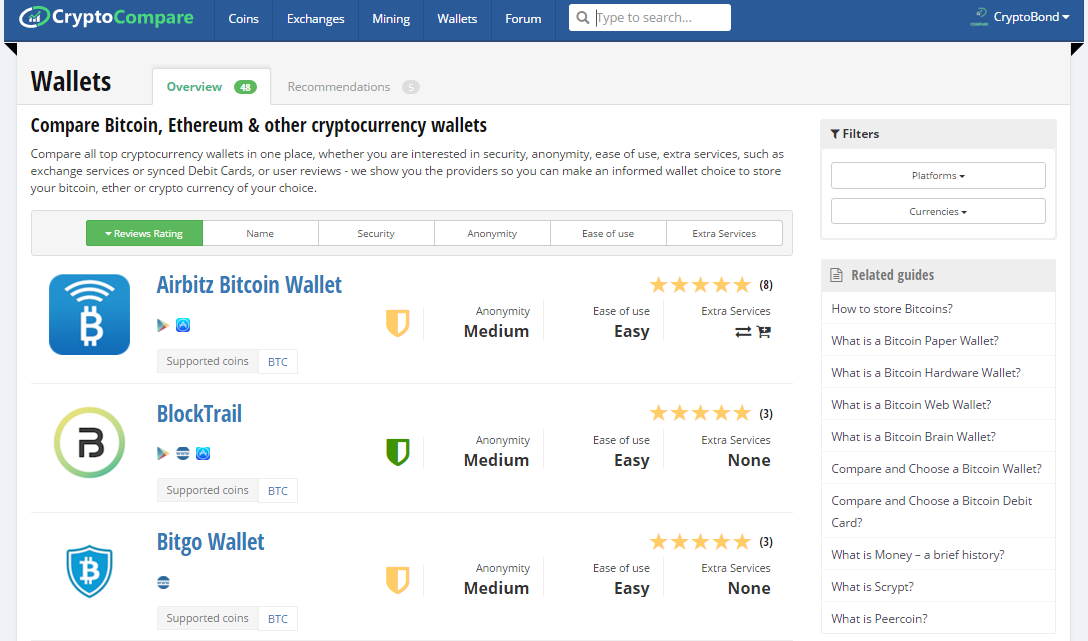 CryptoCompare
Coins
Exchanges
Mining
Wallets
Forum
Type to search...
CryptoBond
Wallets
Overview 48
Recommendations 5
Compare Bitcoin, Ethereum & other cryptocurrency wallets
Compare all top cryptocurrency wallets in one place, whether you are interested in security, anonymity, ease of use, extra services, such as
exchange services or synced Debit Cards, or user reviews - we show you the providers so you can make an informed wallet choice to store
your bitcoin, ether or crypto currency of your choice.
Reviews Rating
Name
Security
Anonymity
Ease of use
Extra Services
Airbitz Bitcoin Wallet
(8)
Anonymity
Medium
Ease of use
Easy
Extra Services
Supported coins BTC
BlockTrail
(3)
Anonymity
Medium
Ease of use
Easy
Extra Services
None
Supported coins BTC
Bitgo Wallet
(3)
Anonymity
Medium
Ease of use
Easy
Extra Services
None
Supported coins BTC
Filters
Platforms
Currencies
Related guides
How to store Bitcoins?
What is a Bitcoin Paper Wallet?
What is a Bitcoin Hardware Wallet?
What is a Bitcoin Web Wallet?
What is a Bitcoin Brain Wallet?
Compare and Choose a Bitcoin Wallet?
Compare and Choose a Bitcoin Debit
Card?
What is Money – a brief history?
What is Scrypt?
What is Peercoin?